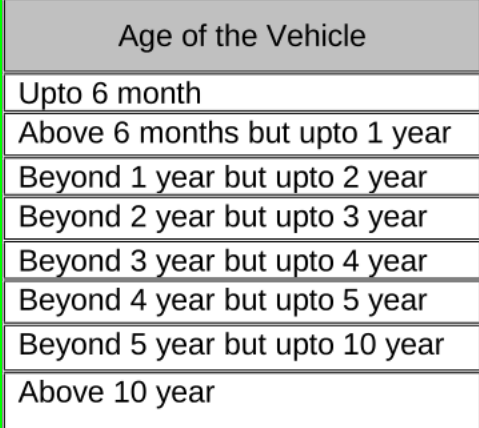 Age of the Vehicle
Upto 6 month
Above 6 months but upto 1 year
Beyond 1 year but upto 2 year
Beyond 2 year but upto 3 year
Beyond 3 year but upto 4 year
Beyond 4 year but upto 5 year
Beyond 5 year but upto 10 year
Above 10 year